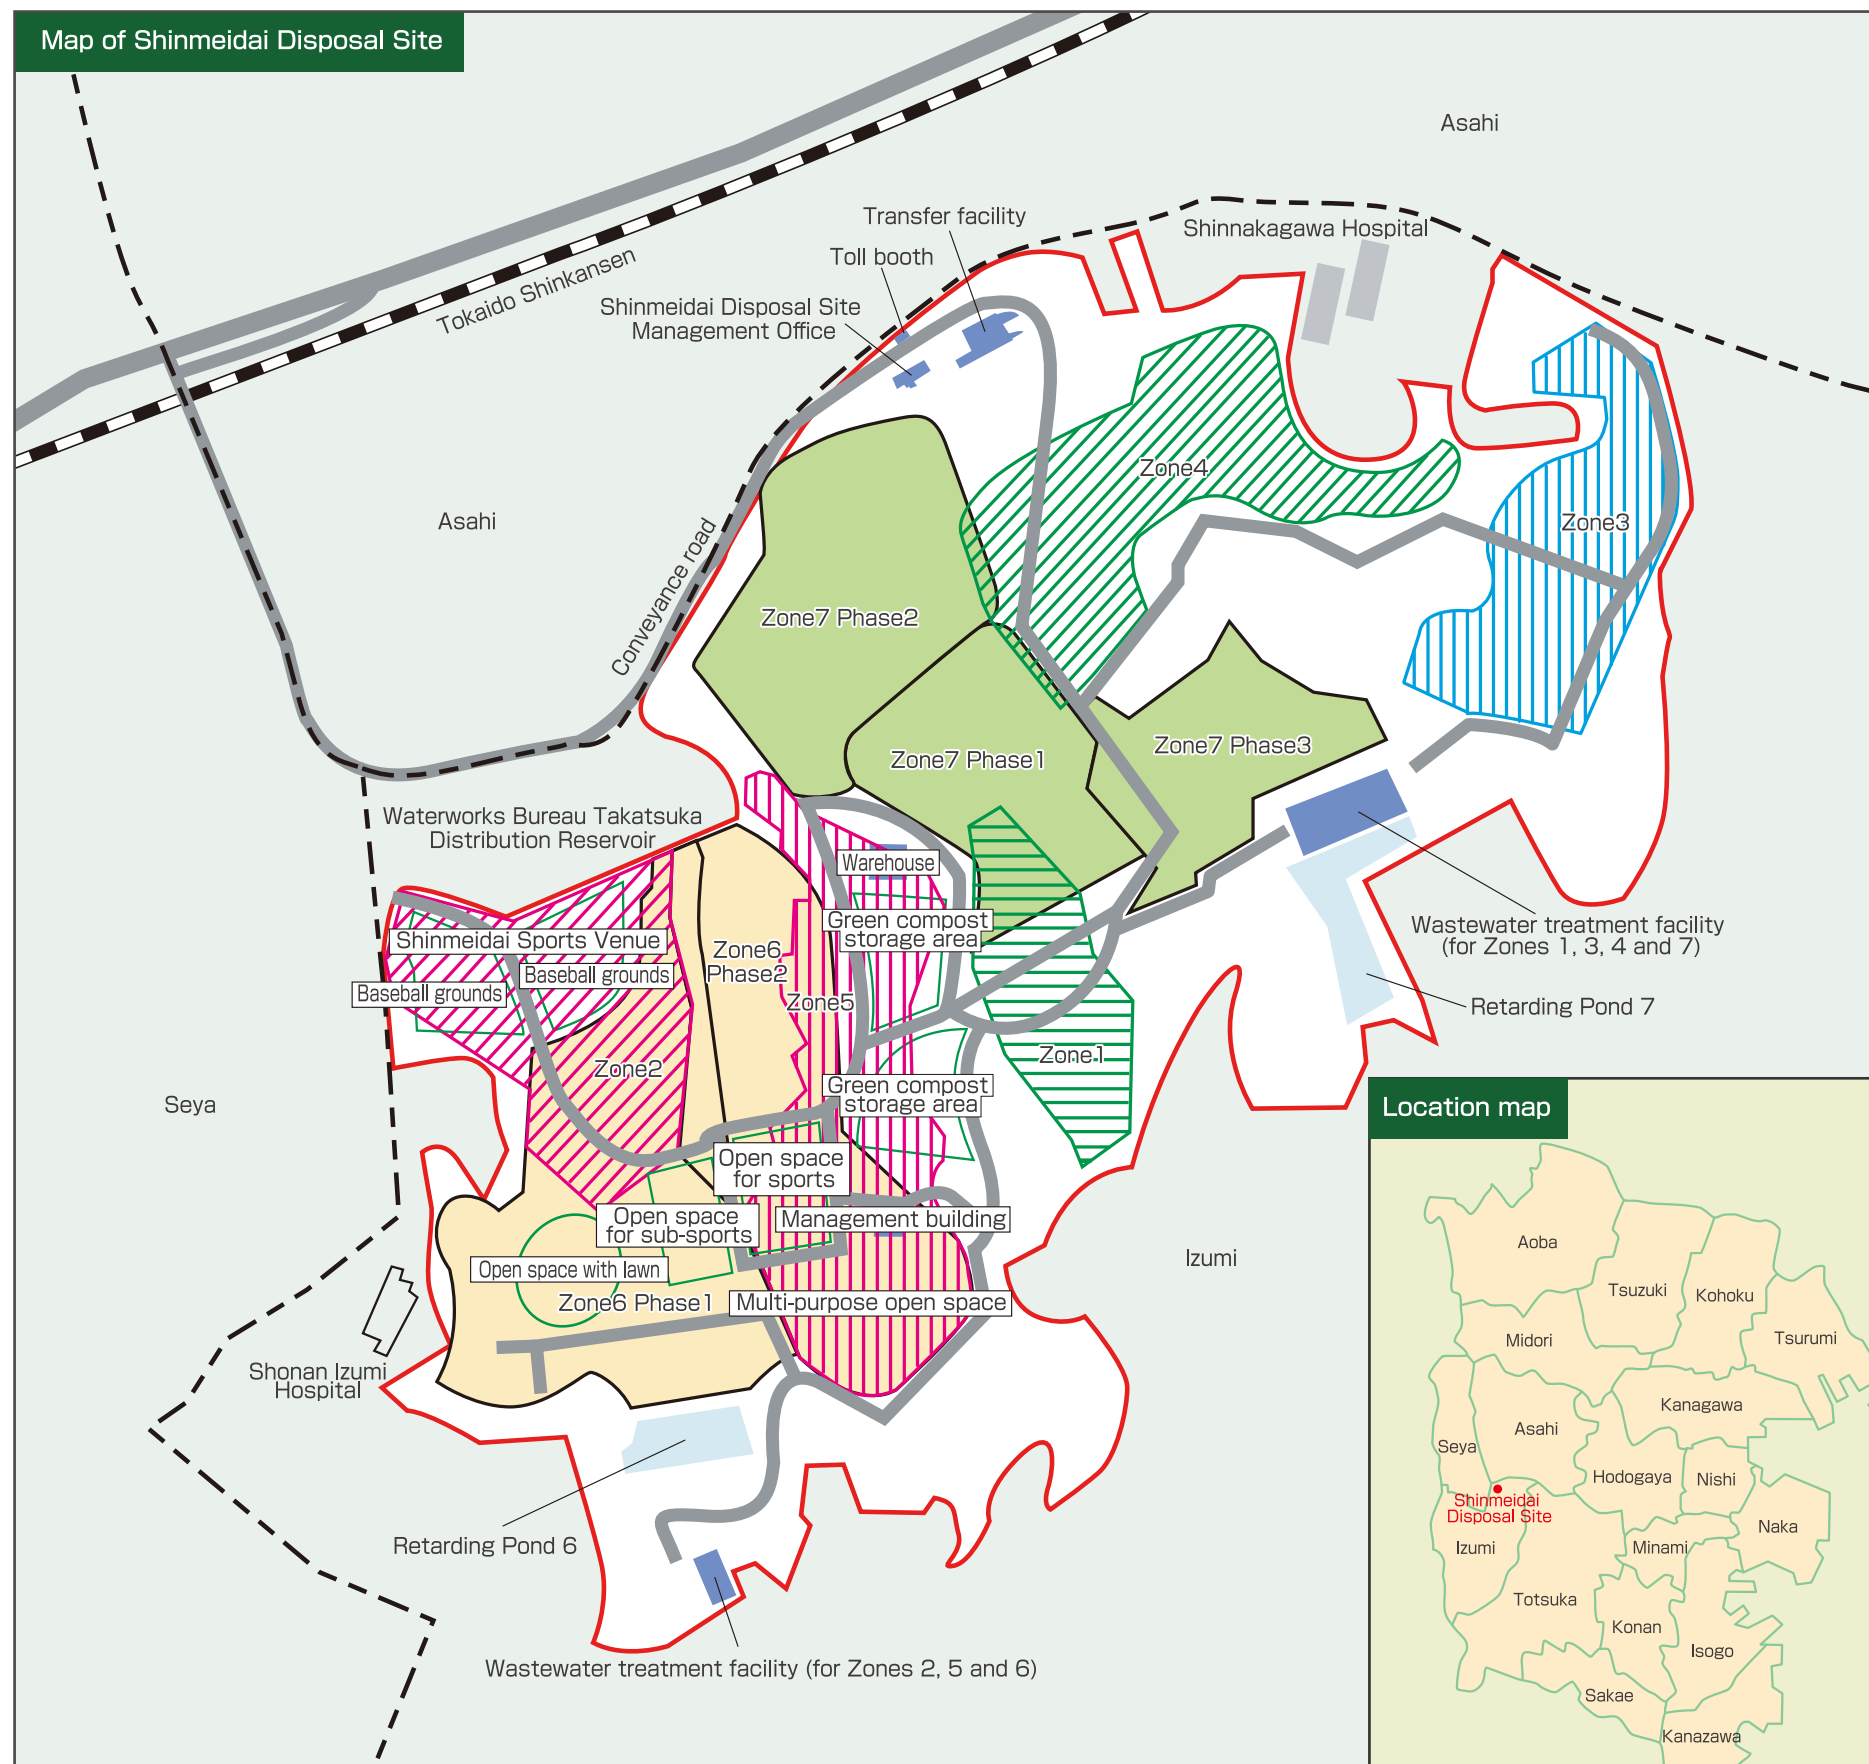 Map of Shinmeidai Disposal Site
Asahi
Transfer facility
Shinnakagawa Hospital
Toll booth
Tokaido Shinkansen
Shinmeidai Disposal Site
Management Office
Zone4
Asahi
Zone3
Conveyance road
Zone7 Phase2
Zone7 Phase1
Zone7 Phase3
Waterworks Bureau Takatsuka
Distribution Reservoir
Warehouse
Green compost
storage area
Shinmeidai Sports Venue
Baseball grounds
Baseball grounds
Zone6
Phase2
Zone5
Wastewater treatment facility
(for Zones 1, 3, 4 and 7)
Retarding Pond 7
Zone2
Zone1
Green compost
storage area
Seya
Open space
for sports
Open space
for sub-sports
Management building
Izumi
Open space with lawn
Zone6 Phase1
Multi-purpose open space
Shonan Izumi
Hospital
Retarding Pond 6
Wastewater treatment facility (for Zones 2, 5 and 6)
Location map
Aoba
Tsuzuki
Kohoku
Midori
Tsurumi
Kanagawa
Asahi
Seya
Hodogaya
Nishi
Shinmeidai
Disposal Site
Naka
Izumi
Minami
Totsuka
Konan
Isogo
Sakae
Kanazawa